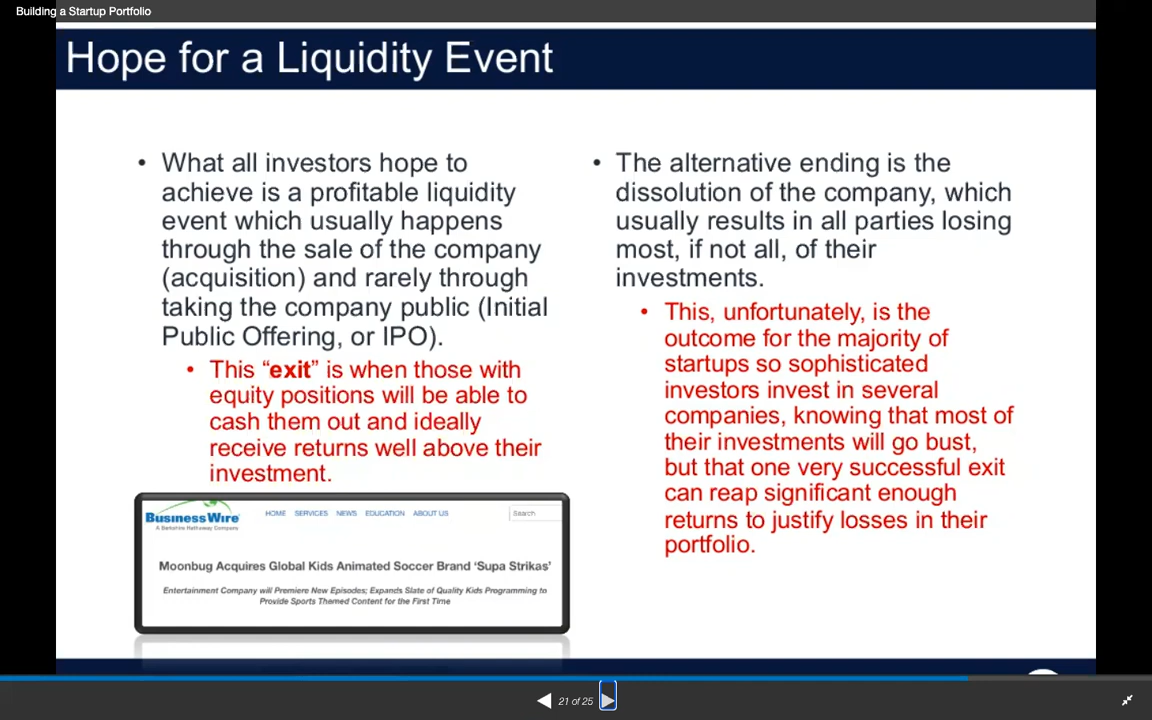 Building a Startup Portfolio
Hope for a Liquidity Event
• What all investors hope to
achieve is a profitable liquidity
event which usually happens
through the sale of the company
(acquisition) and rarely through
taking the company public (Initial
Public Offering, or IPO).
• This “exit” is when those with
equity positions will be able to
cash them out and ideally
receive returns well above their
investment.
BusinessWire
A Berkshire Hathaway Company
HOME SERVICES NEWS EDUCATION ABOUT US
Search
Moonbug Acquires Global Kids Animated Soccer Brand ‘Supa Strikas’
Entertainment Company will Premiere New Episodes; Expands Slate of Quality Kids Programming to
Provide Sports Themed Content for the First Time
• The alternative ending is the
dissolution of the company, which
usually results in all parties losing
most, if not all, of their
investments.
• This, unfortunately, is the
outcome for the majority of
startups so sophisticated
investors invest in several
companies, knowing that most of
their investments will go bust,
but that one very successful exit
can reap significant enough
returns to justify losses in their
portfolio.
21 of 25